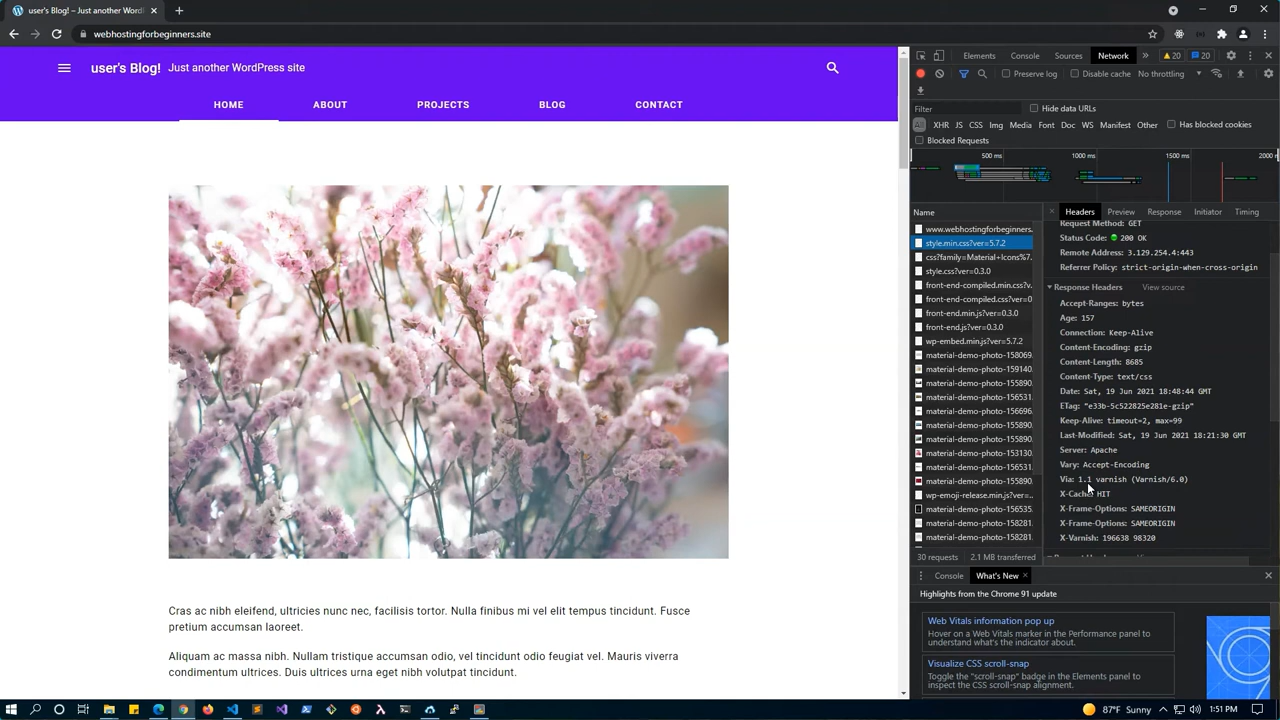 user's Blog! – Just another Word
webhostingforbeginners.site
user's Blog! Just another WordPress site
HOME ABOUT PROJECTS BLOG CONTACT
Cras ac nibh eleifend, ultricies nunc nec, facilisis tortor. Nulla finibus mi vel elit tempus tincidunt. Fusce
pretium accumsan laoreet.
Aliquam ac massa nibh. Nullam tristique accumsan odio, vel tincidunt odio feugiat vel. Mauris viverra
condimentum ultrices. Duis ultrices urna eget nibh volutpat tincidunt.
Elements Console Sources Network » 20 20
Preserve log Disable cache No throttling
Filter Hide data URLs
XHR JS CSS Img Media Font Doc WS Manifest Other Has blocked cookies
Blocked Requests
500 ms 1000 ms 1500 ms 2000 n
Name
www.webhostingforbeginners.
style.min.css?ver=5.7.2
css?family=Material+Icons%7.
style.css?ver=0.3.0
front-end-compiled.min.css?v.
front-end-compiled.css?ver=0
front-end.min.js?ver=0.3.0
front-end.js?ver=0.3.0
wp-embed.min.js?ver=5.7.2
material-demo-photo-158069.
material-demo-photo-159140.
material-demo-photo-155890.
material-demo-photo-156531.
material-demo-photo-156696.
material-demo-photo-155890.
material-demo-photo-155890.
material-demo-photo-153130.
material-demo-photo-156531.
material-demo-photo-155890.
wp-emoji-release.min.js?ver=...
material-demo-photo-156535.
material-demo-photo-158281.
material-demo-photo-158281.
30 requests 2.1 MB transferred
Headers Preview Response Initiator Timing
Request Method: GET
Status Code: 200 OK
Remote Address: 3.129.254.4:443
Referrer Policy: strict-origin-when-cross-origin
Response Headers View source
Accept-Ranges: bytes
Age: 157
Connection: Keep-Alive
Content-Encoding: gzip
Content-Length: 8685
Content-Type: text/css
Date: Sat, 19 Jun 2021 18:48:44 GMT
ETag: "e33b-5c522825e281e-gzip"
Keep-Alive: timeout=2, max=99
Last-Modified: Sat, 19 Jun 2021 18:21:30 GMT
Server: Apache
Vary: Accept-Encoding
Via: 1.1 varnish (Varnish/6.0)
X-Cache: HIT
X-Frame-Options: SAMEORIGIN
X-Frame-Options: SAMEORIGIN
X-Varnish: 196638 98320
Console What's New
Highlights from the Chrome 91 update
Web Vitals information pop up
Hover on a Web Vitals marker in the Performance panel to
understand what's the indicator about.
Visualize CSS scroll-snap
Toggle the "scroll-snap" badge in the Elements panel to
inspect the CSS scroll-snap alignment.
87°F Sunny 1:51 PM